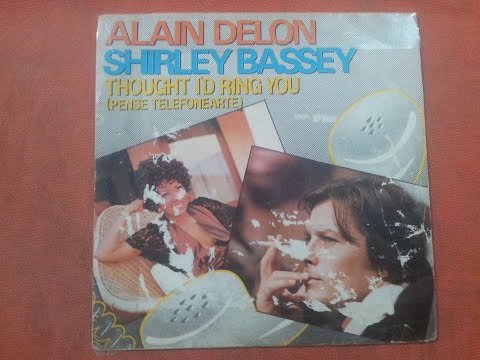 ALAIN DELON
SHIRLEY BASSEY
THOUGHT I'D RING YOU
(PENSE TELEFONEARTE)